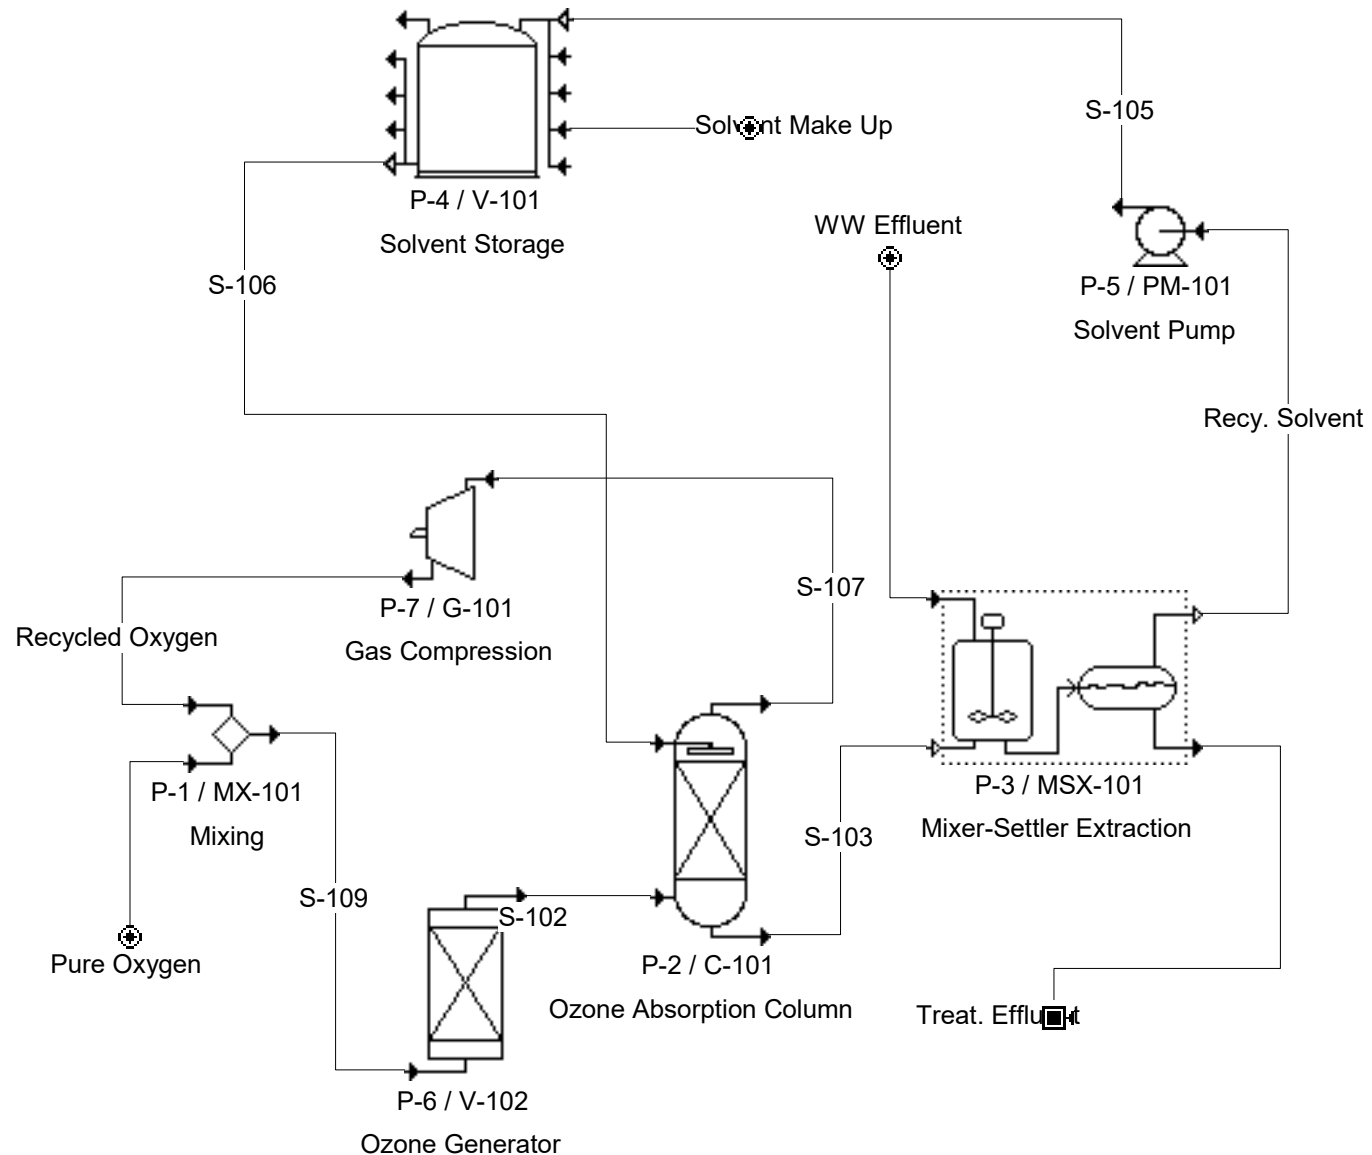 S-105
Solvent Make Up
P-4 / V-101
Solvent Storage
WW Effluent
S-106
P-5 / PM-101
Solvent Pump
Recy. Solvent
S-107
P-7 / G-101
Recycled Oxygen
Gas Compression
P-1 / MX-101
Mixing
P-3 / MSX-101
Mixer-Settler Extraction
S-103
S-109
S-102
Pure Oxygen
P-2 / C-101
Ozone Absorption Column
Treat. Effluent
P-6 / V-102
Ozone Generator